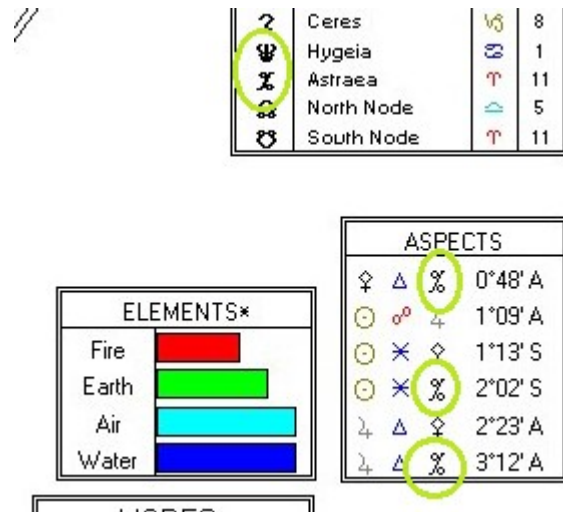 ⚳ Ceres ♑ 8
Hygeia ♋ 1
Astraea ♈ 11
☊ North Node ♎ 5
☋ South Node ♈ 11
ASPECTS
0°48' A
1°09' A
1°13' S
2°02' S
2°23' A
3°12' A
ELEMENTS*
Fire
Earth
Air
Water